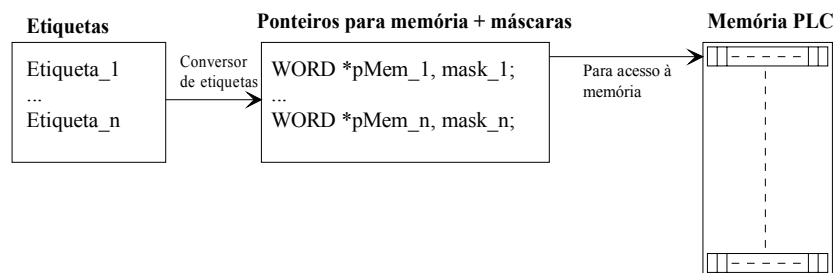 Etiquetas
Etiqueta_1
...
Etiqueta_n
Conversor
de etiquetas
Ponteiros para memória + máscaras
WORD *pMem_1, mask_1;
...
WORD *pMem_n, mask_n;
Para acesso à
memória
Memória PLC